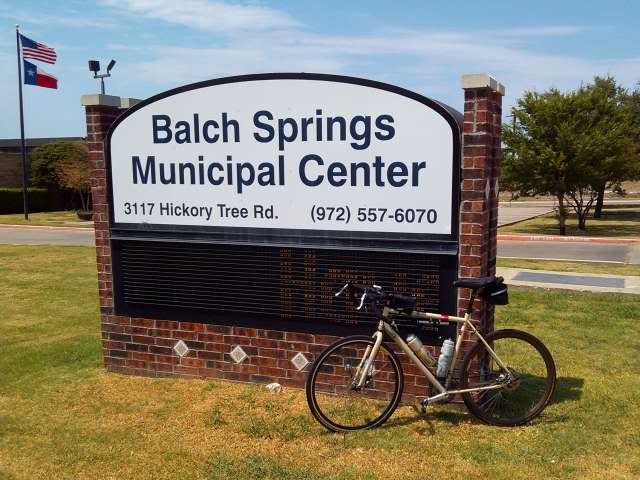 Balch Springs
Municipal Center
3117 Hickory Tree Rd. (972) 557-6070